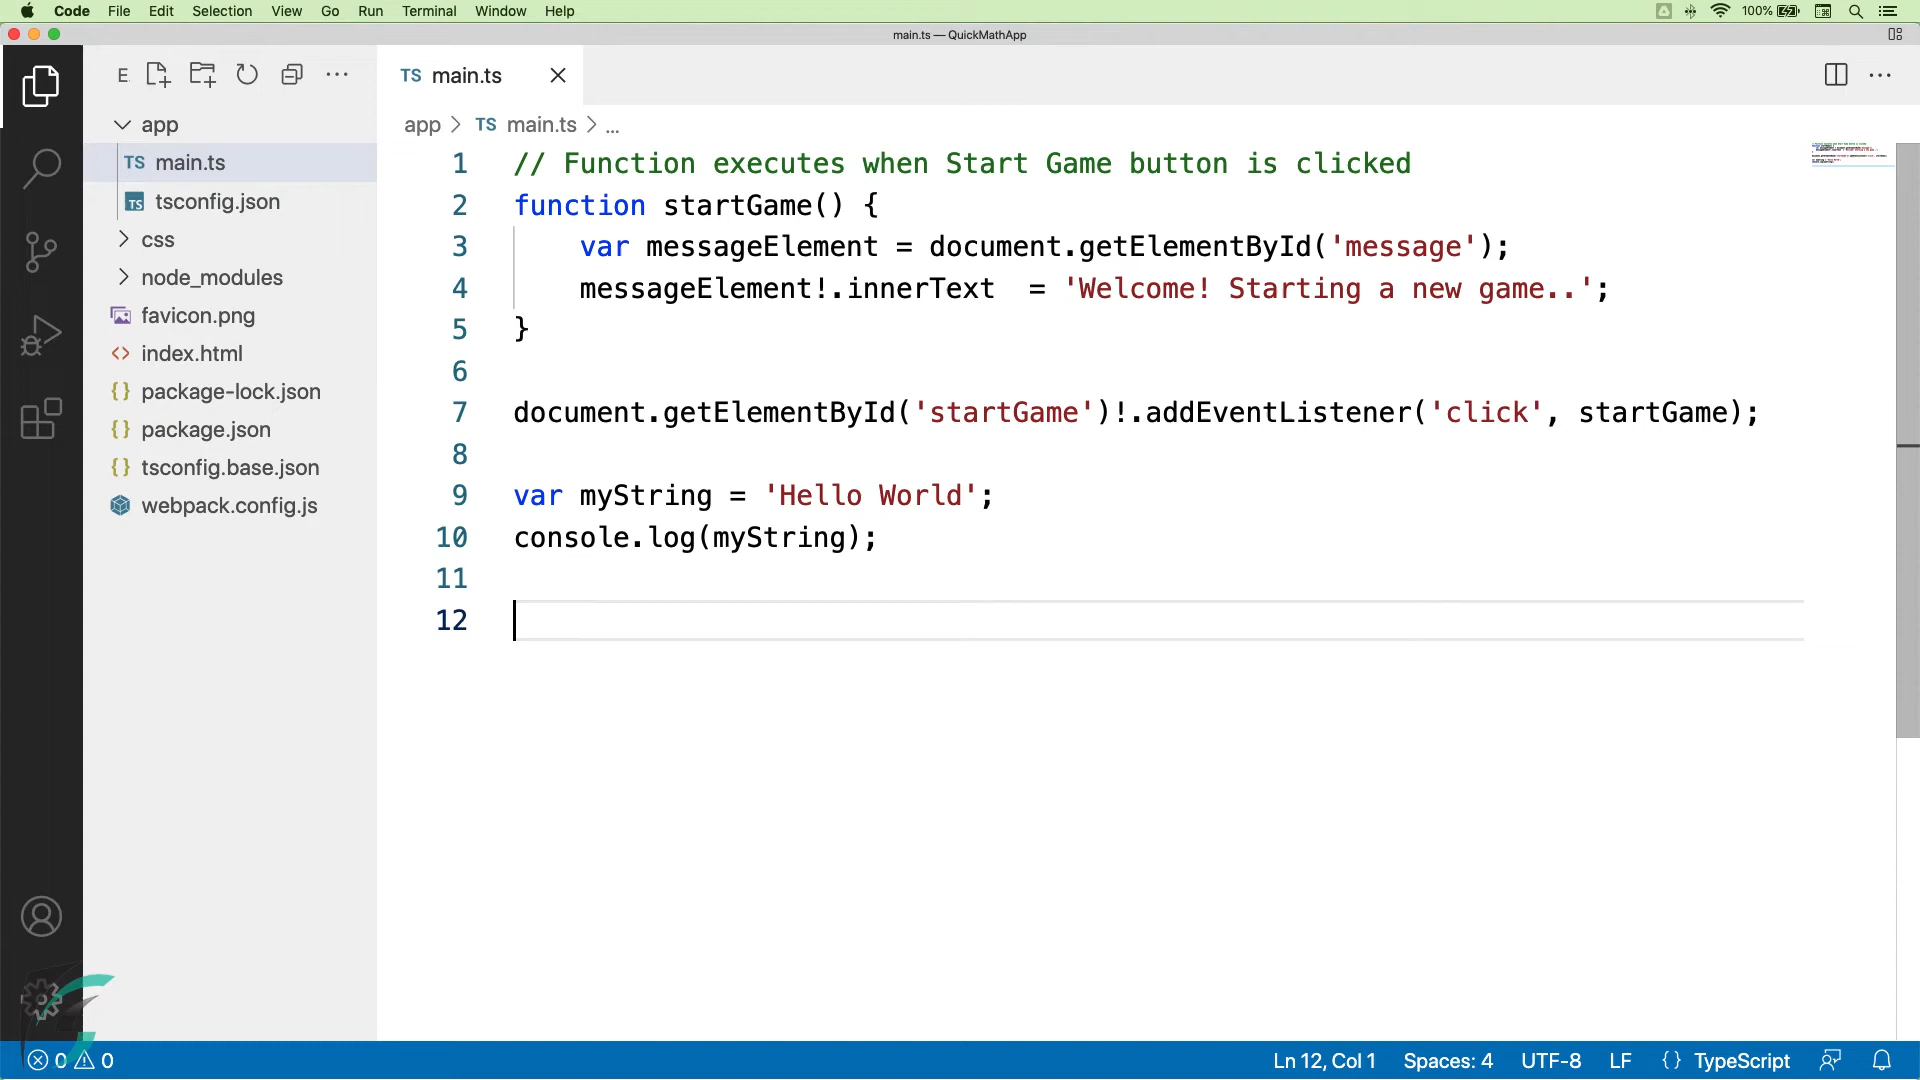 Code File Edit Selection View Go Run Terminal Window Help 100%
main.ts — QuickMathApp
E
TS main.ts
app
TS main.ts
TS tsconfig.json
css
node_modules
favicon.png
index.html
{} package-lock.json
{} package.json
{} tsconfig.base.json
webpack.config.js
app > TS main.ts > ...
1 // Function executes when Start Game button is clicked
2 function startGame() {
3     var messageElement = document.getElementById('message');
4     messageElement!.innerText  = 'Welcome! Starting a new game..';
5 }
6
7 document.getElementById('startGame')!.addEventListener('click', startGame);
8
9 var myString = 'Hello World';
10 console.log(myString);
11
12
0 0 Ln 12, Col 1 Spaces: 4 UTF-8 LF {} TypeScript